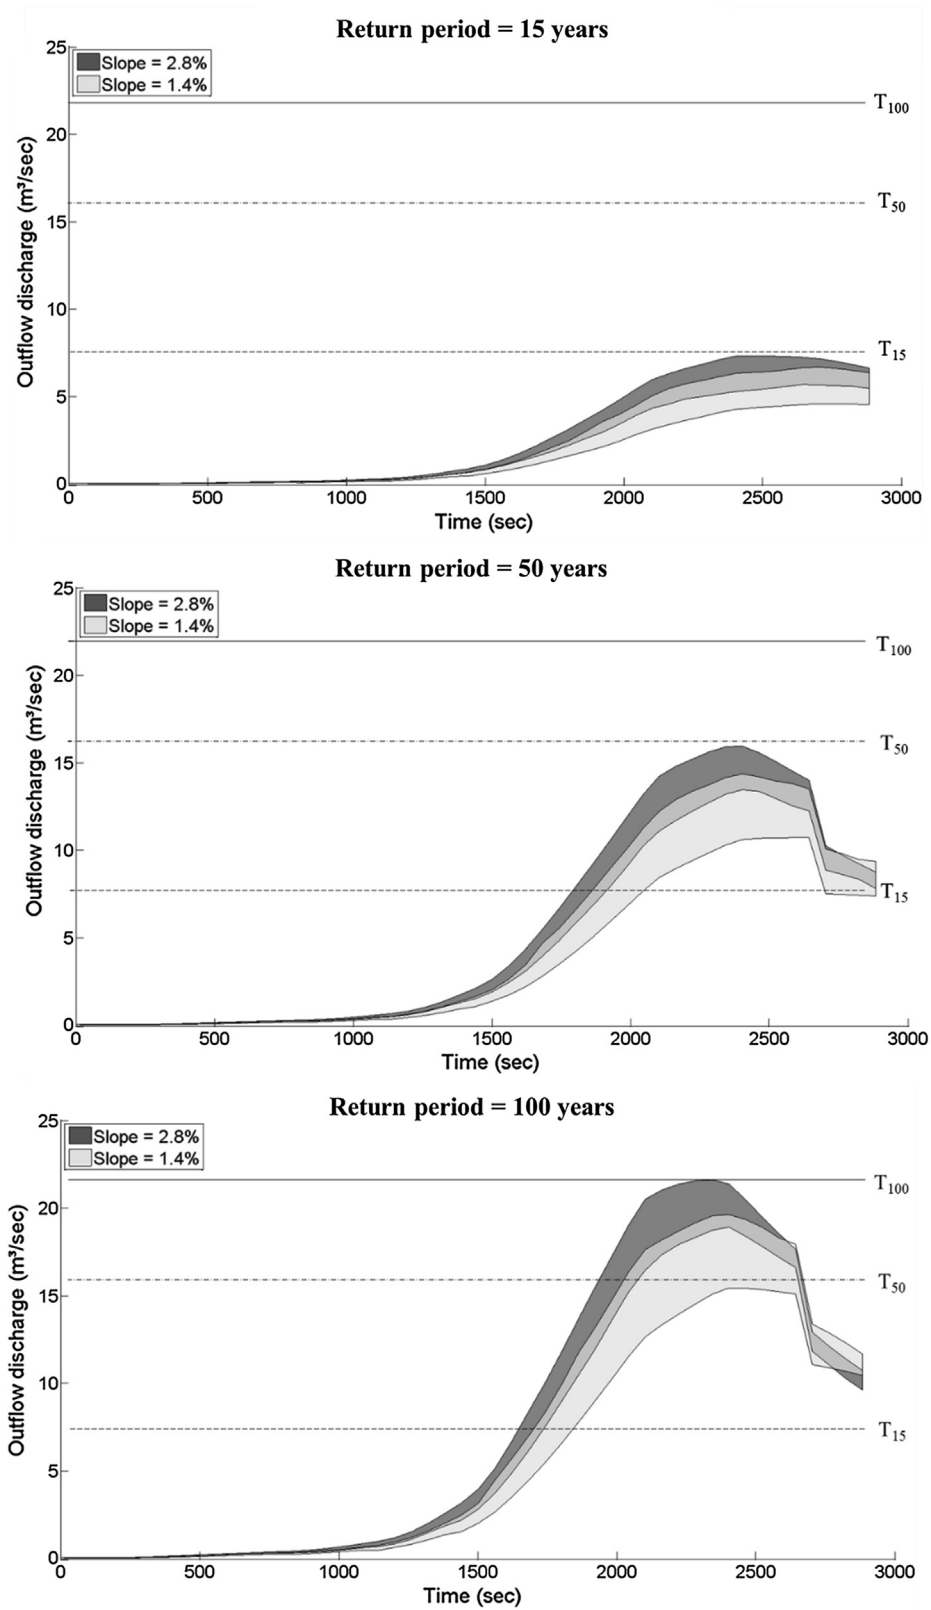 Return period = 15 years
25
Slope = 2.8%
Slope = 1.4%
T100
20
T50
15
10
T15
5
0
0 500 1000 1500 2000 2500 3000
Time (sec)
Outflow discharge (m³/sec)
Return period = 50 years
25
Slope = 2.8%
Slope = 1.4%
T100
20
T50
15
10
T15
5
0
0 500 1000 1500 2000 2500 3000
Time (sec)
Outflow discharge (m³/sec)
Return period = 100 years
25
Slope = 2.8%
Slope = 1.4%
T100
20
T50
15
10
T15
5
0
0 500 1000 1500 2000 2500 3000
Time (sec)
Outflow discharge (m³/sec)